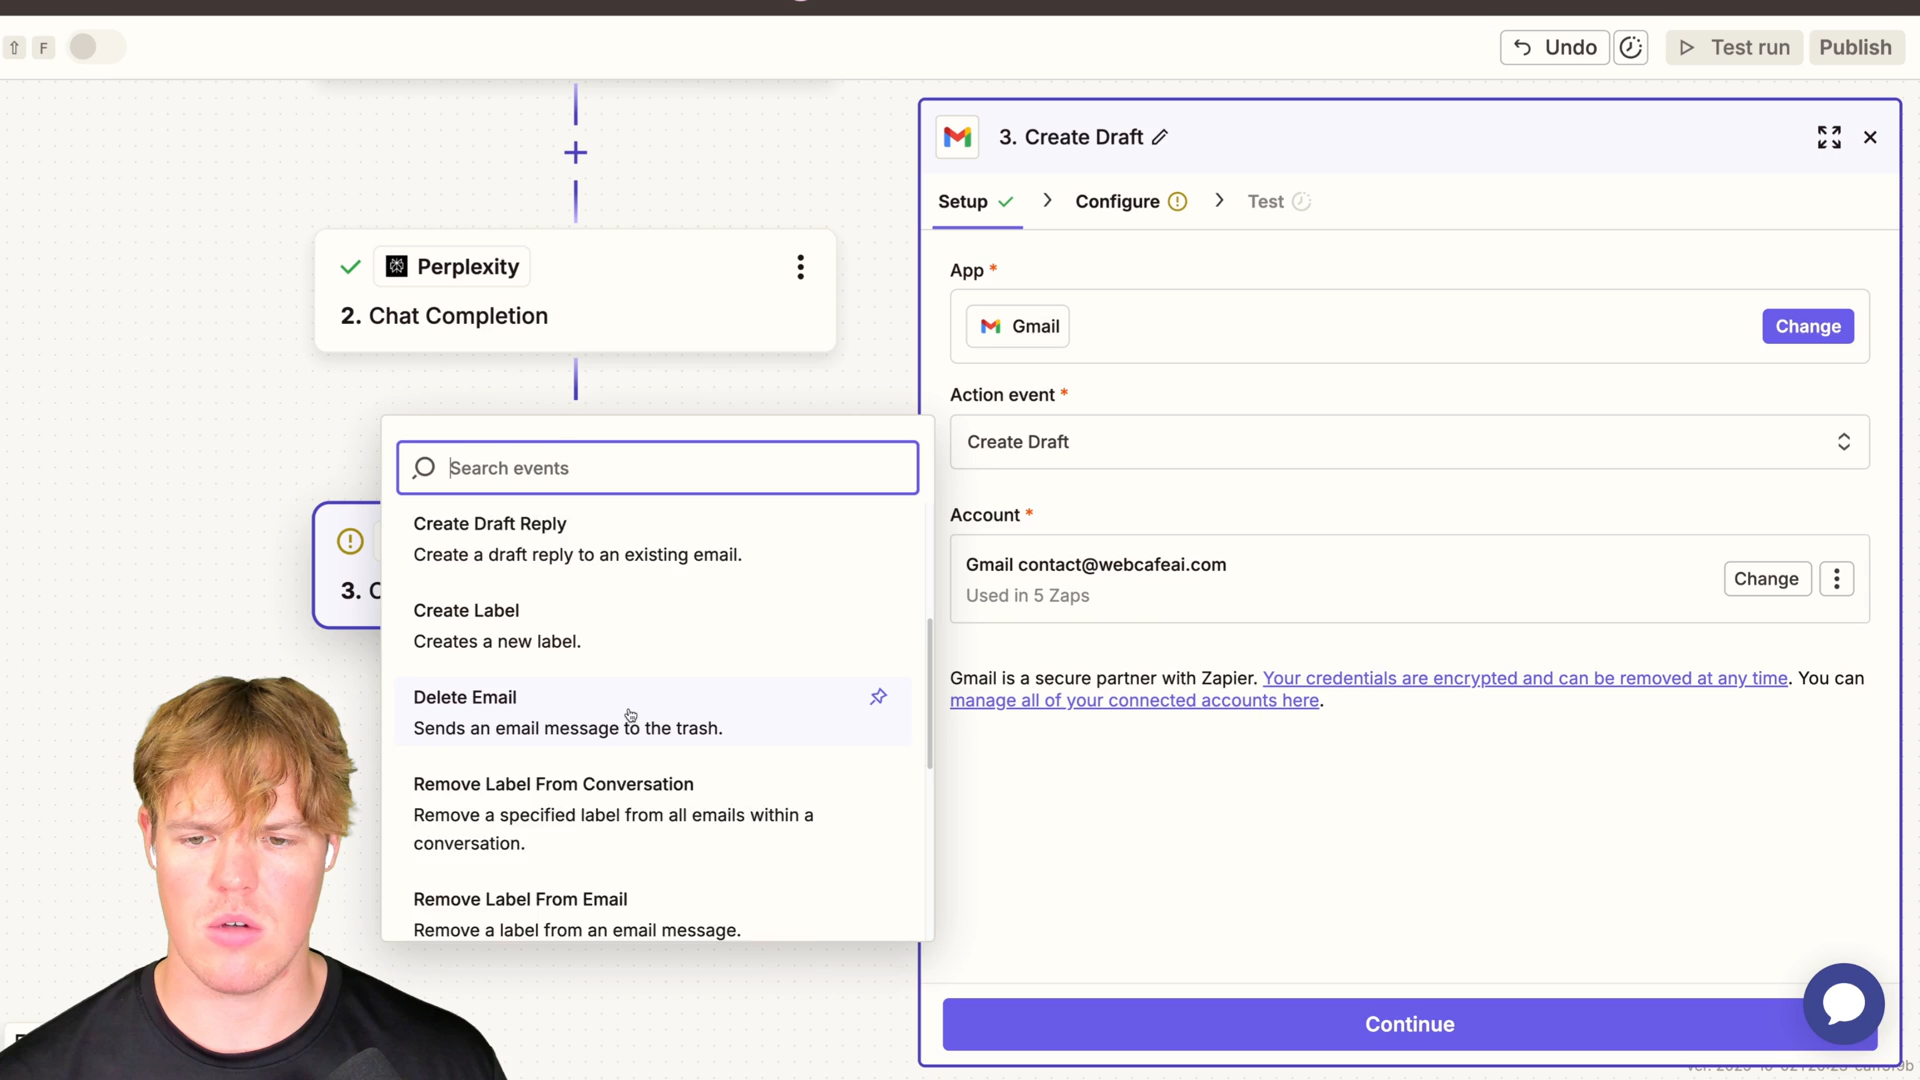 ⇧ F
Undo
Test run
Publish
Perplexity
2. Chat Completion
3. C
Search events
Create Draft Reply
Create a draft reply to an existing email.
Create Label
Creates a new label.
Delete Email
Sends an email message to the trash.
Remove Label From Conversation
Remove a specified label from all emails within a
conversation.
Remove Label From Email
Remove a label from an email message.
3. Create Draft
Setup
Configure
Test
App *
Gmail
Change
Action event *
Create Draft
Account *
Gmail contact@webcafeai.com
Used in 5 Zaps
Change
Gmail is a secure partner with Zapier. Your credentials are encrypted and can be removed at any time. You can
manage all of your connected accounts here.
Continue